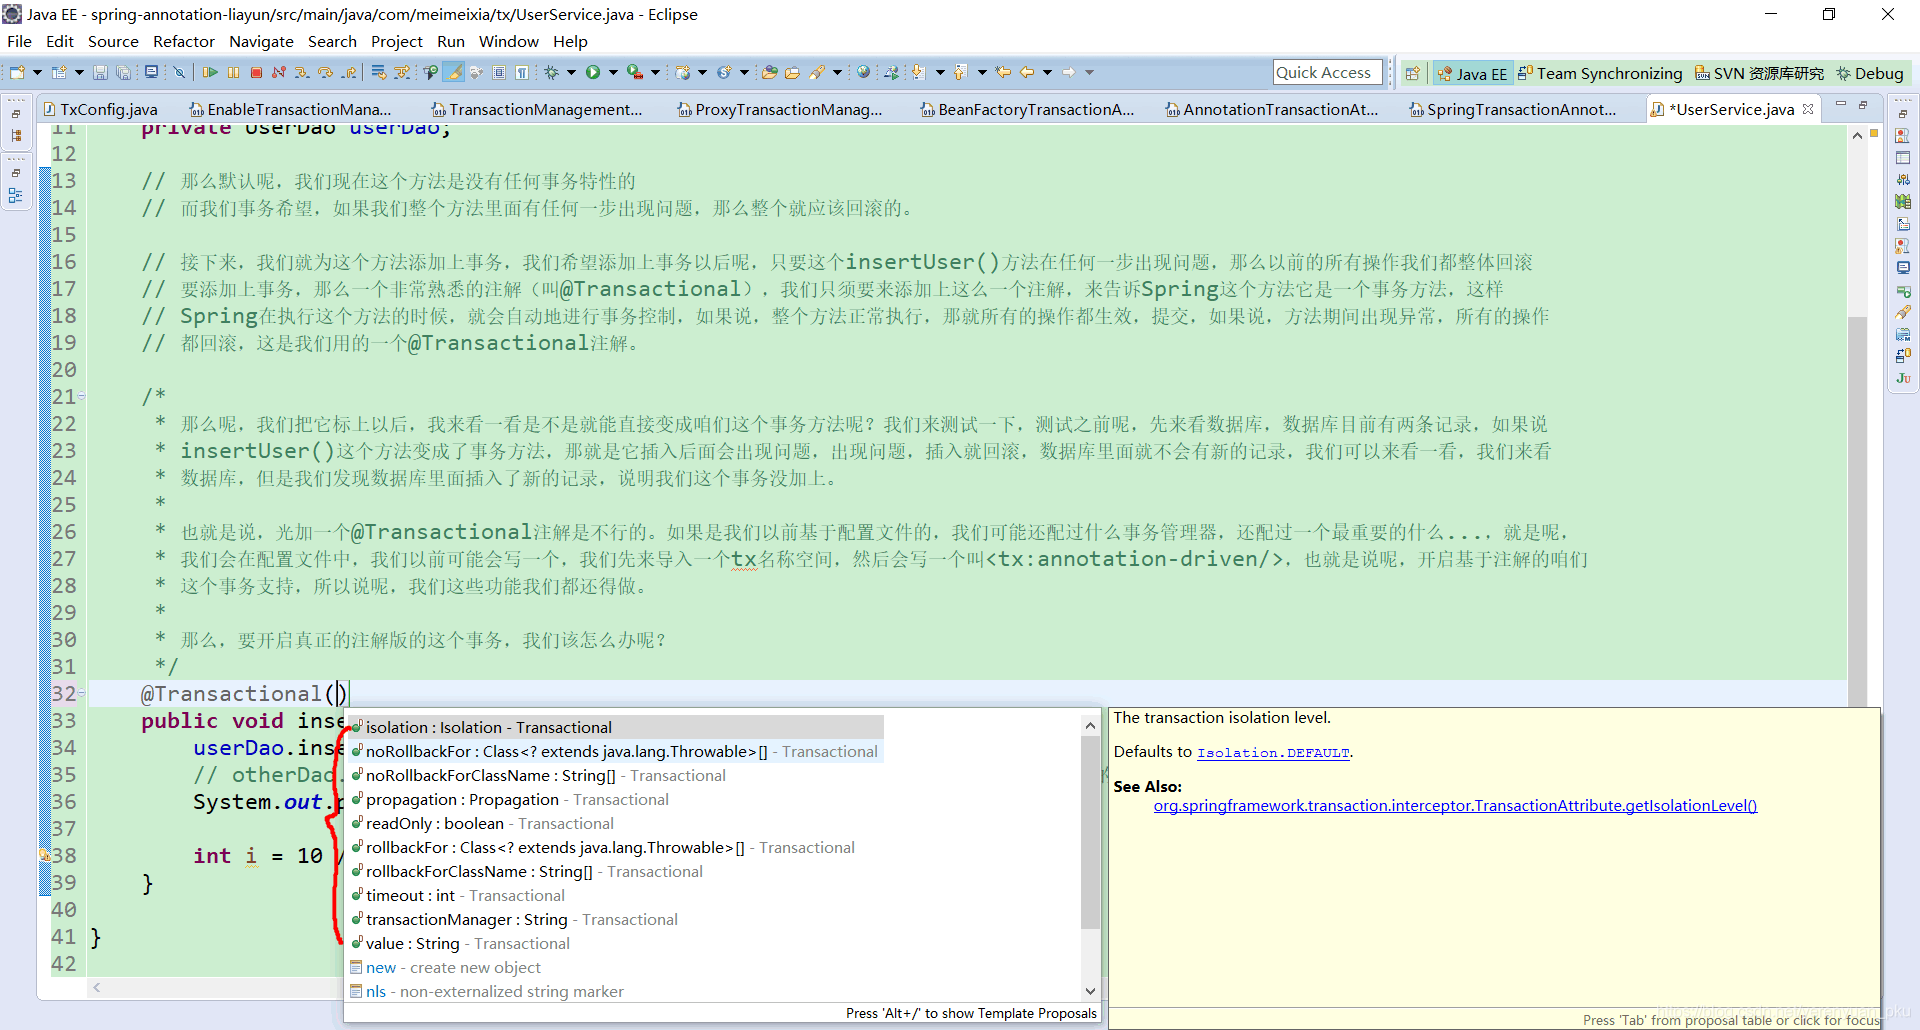 Java EE - spring-annotation-liayun/src/main/java/com/meimeixia/tx/UserService.java - Eclipse
File Edit Source Refactor Navigate Search Project Run Window Help
Quick Access
Java EE
Team Synchronizing
SVN 资源库研究
Debug
TxConfig.java
EnableTransactionMana...
TransactionManagement...
ProxyTransactionManag...
BeanFactoryTransactionA...
AnnotationTransactionAt...
SpringTransactionAnnot...
*UserService.java
11 private UserDao userDao;
12
13 // 那么默认呢，我们现在这个方法是没有任何事务特性的
14 // 而我们事务希望，如果我们整个方法里面有任何一步出现问题，那么整个就应该回滚的。
15
16 // 接下来，我们就为这个方法添加上事务，我们希望添加上事务以后呢，只要这个insertUser()方法在任何一步出现问题，那么以前的所有操作我们都整体回滚
17 // 要添加上事务，那么一个非常熟悉的注解（叫@Transactional），我们只须要来添加上这么一个注解，来告诉Spring这个方法它是一个事务方法，这样
18 // Spring在执行这个方法的时候，就会自动地进行事务控制，如果说，整个方法正常执行，那就所有的操作都生效，提交，如果说，方法期间出现异常，所有的操作
19 // 都回滚，这是我们用的一个@Transactional注解。
20
21 /*
22 * 那么呢，我们把它标上以后，我来看一看是不是就能直接变成咱们这个事务方法呢？我们来测试一下，测试之前呢，先来看数据库，数据库目前有两条记录，如果说
23 * insertUser()这个方法变成了事务方法，那就是它插入后面会出现问题，出现问题，插入就回滚，数据库里面就不会有新的记录，我们可以来看一看，我们来看
24 * 数据库，但是我们发现数据库里面插入了新的记录，说明我们这个事务没加上。
25 *
26 * 也就是说，光加一个@Transactional注解是不行的。如果是我们以前基于配置文件的，我们可能还配过什么事务管理器，还配过一个最重要的什么...，就是呢，
27 * 我们会在配置文件中，我们以前可能会写一个，我们先来导入一个tx名称空间，然后会写一个叫<tx:annotation-driven/>，也就是说呢，开启基于注解的咱们
28 * 这个事务支持，所以说呢，我们这些功能我们都还得做。
29 *
30 * 那么，要开启真正的注解版的这个事务，我们该怎么办呢？
31 */
32 @Transactional()
33 public void inse
34 userDao.inse
35 // otherDao.
36 System.out.p
37
38 int i = 10 /
39 }
40
41 }
42
isolation : Isolation - Transactional
noRollbackFor : Class<? extends java.lang.Throwable>[] - Transactional
noRollbackForClassName : String[] - Transactional
propagation : Propagation - Transactional
readOnly : boolean - Transactional
rollbackFor : Class<? extends java.lang.Throwable>[] - Transactional
rollbackForClassName : String[] - Transactional
timeout : int - Transactional
transactionManager : String - Transactional
value : String - Transactional
new - create new object
nls - non-externalized string marker
Press 'Alt+/' to show Template Proposals
The transaction isolation level.
Defaults to Isolation.DEFAULT.
See Also:
org.springframework.transaction.interceptor.TransactionAttribute.getIsolationLevel()
Press 'Tab' from proposal table or click for focus